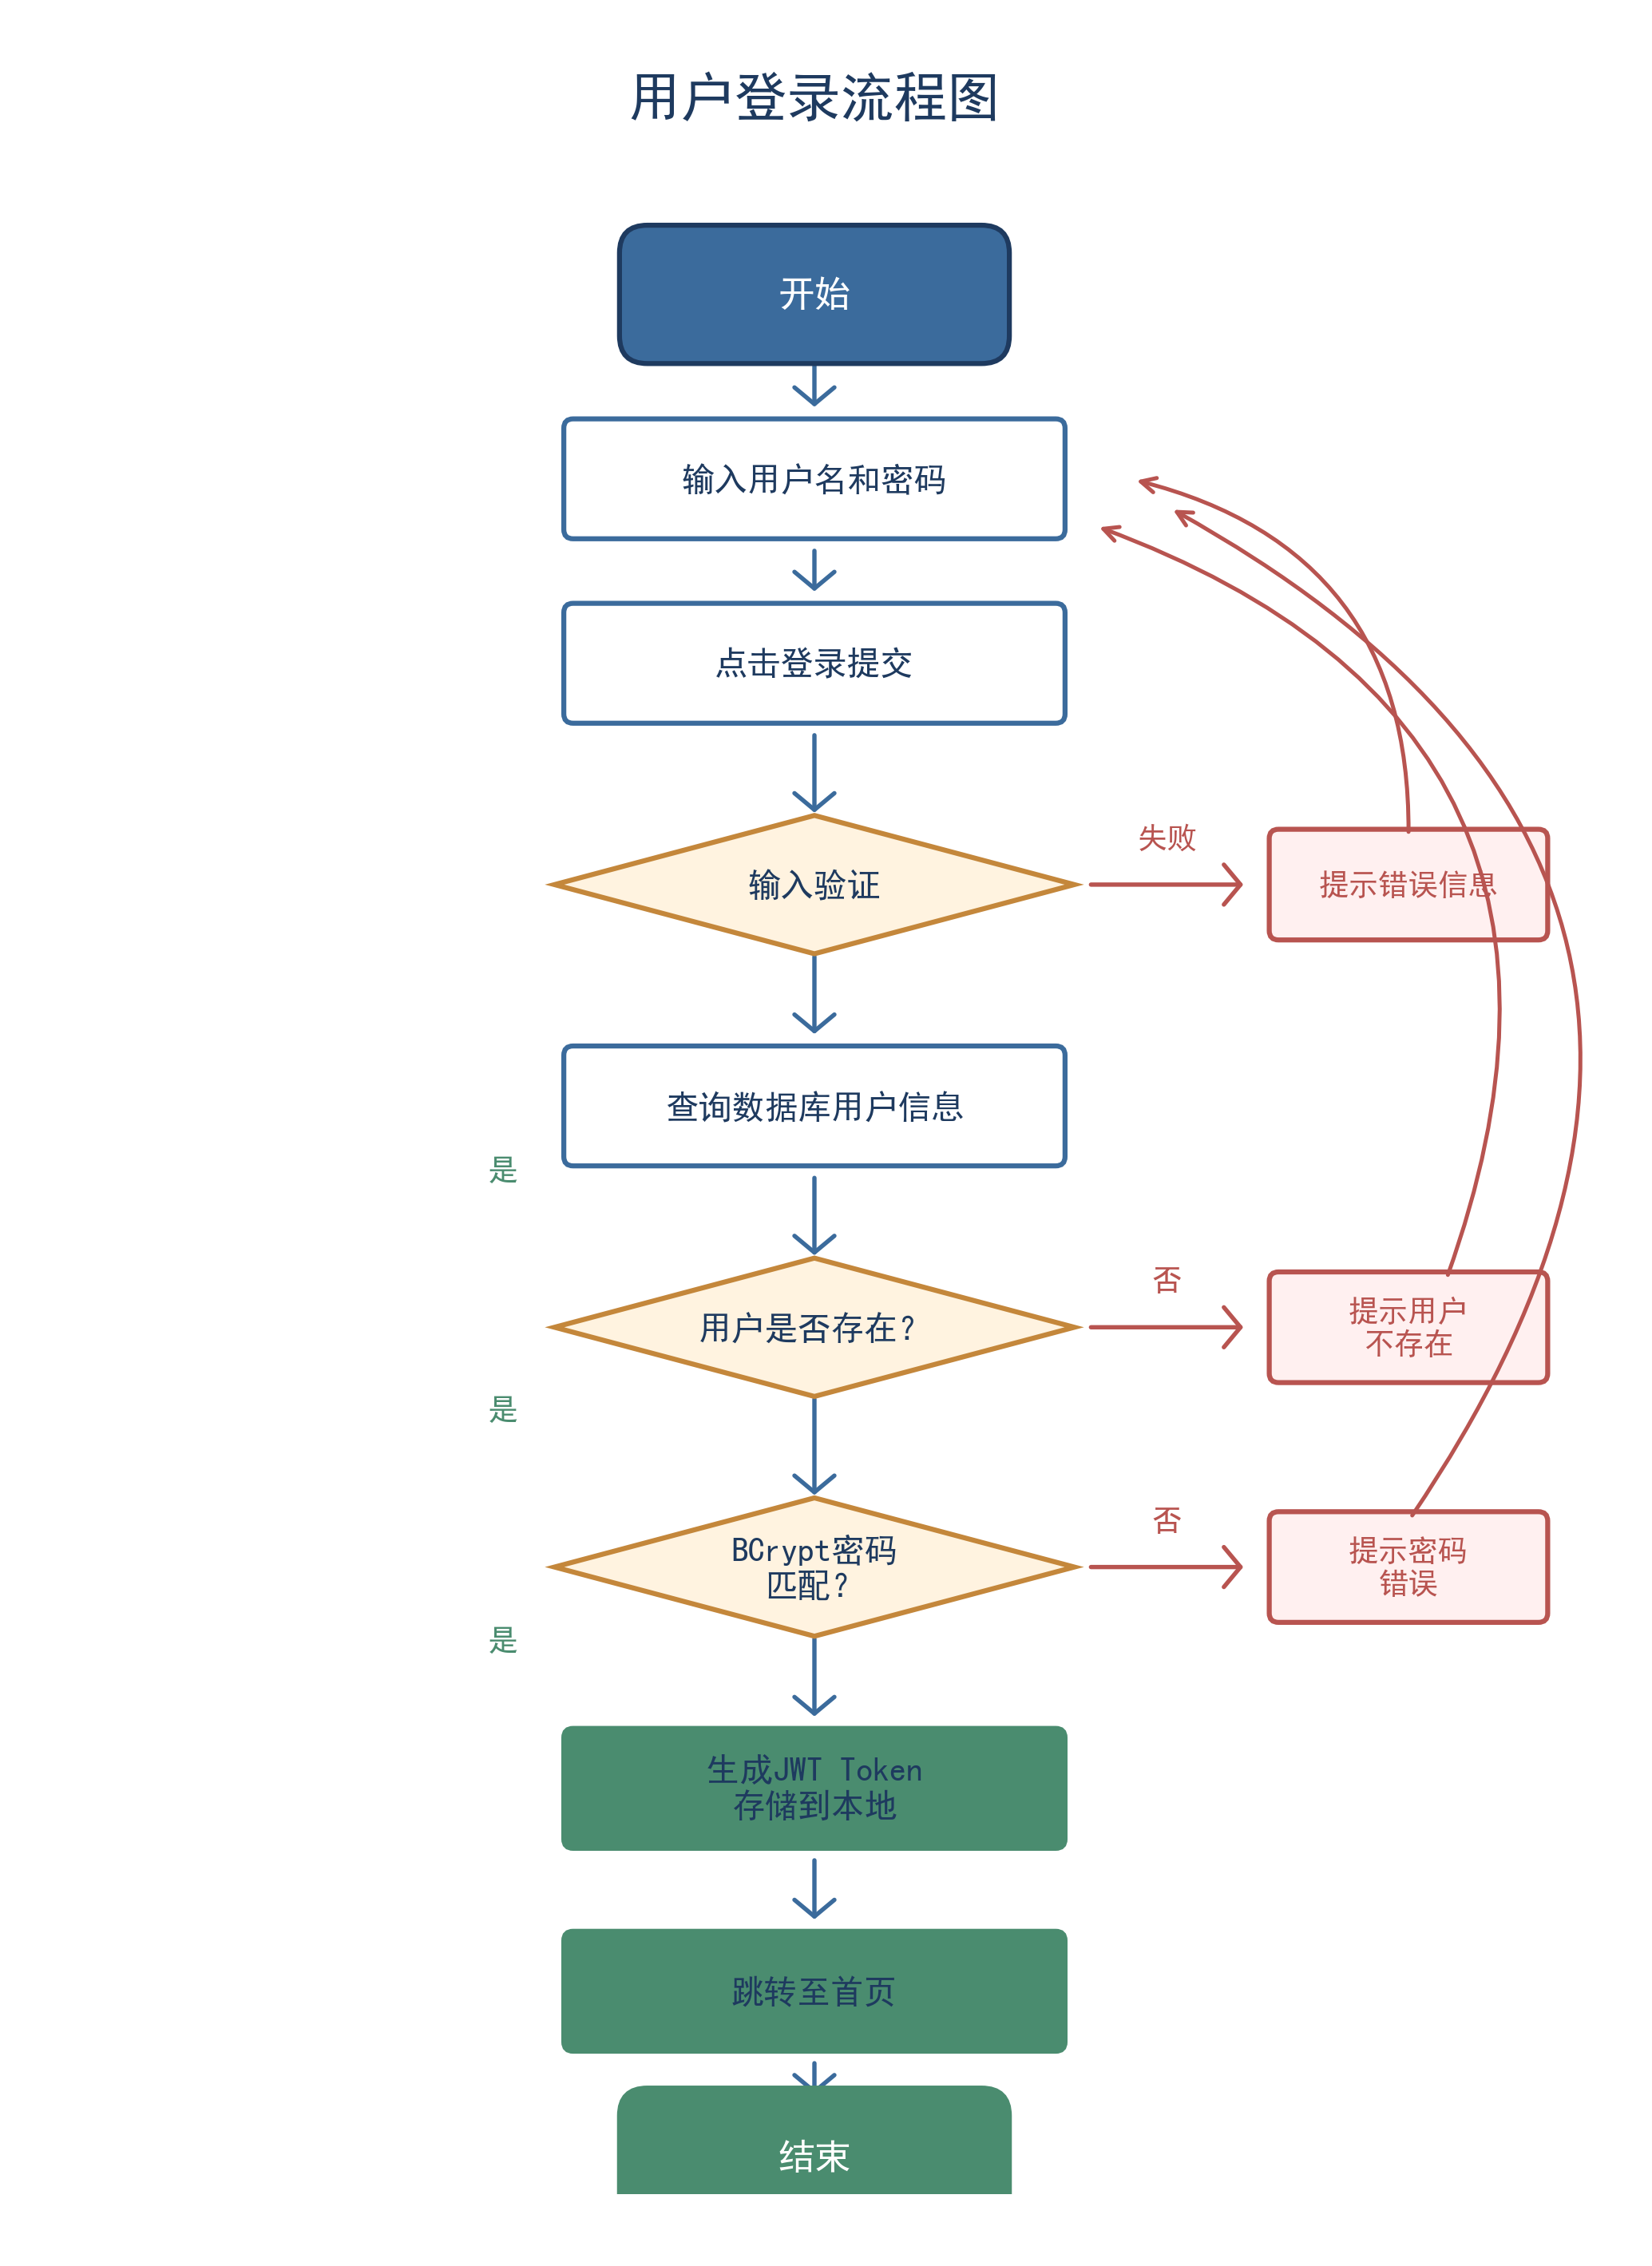 用户登录流程图
开始
输入用户名和密码
点击登录提交
失败
输入验证
提示错误信息
查询数据库用户信息
是
否
用户是否存在?
提示用户
不存在
是
否
BCrypt密码
匹配?
提示密码
错误
是
生成JWT Token
存储到本地
跳转至首页
结束